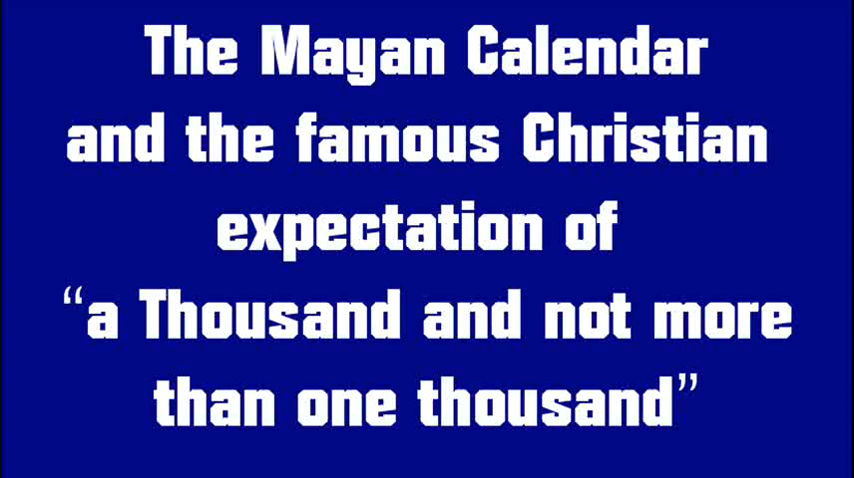 The Mayan Calendar
and the famous Christian
expectation of
“a Thousand and not more
than one thousand”